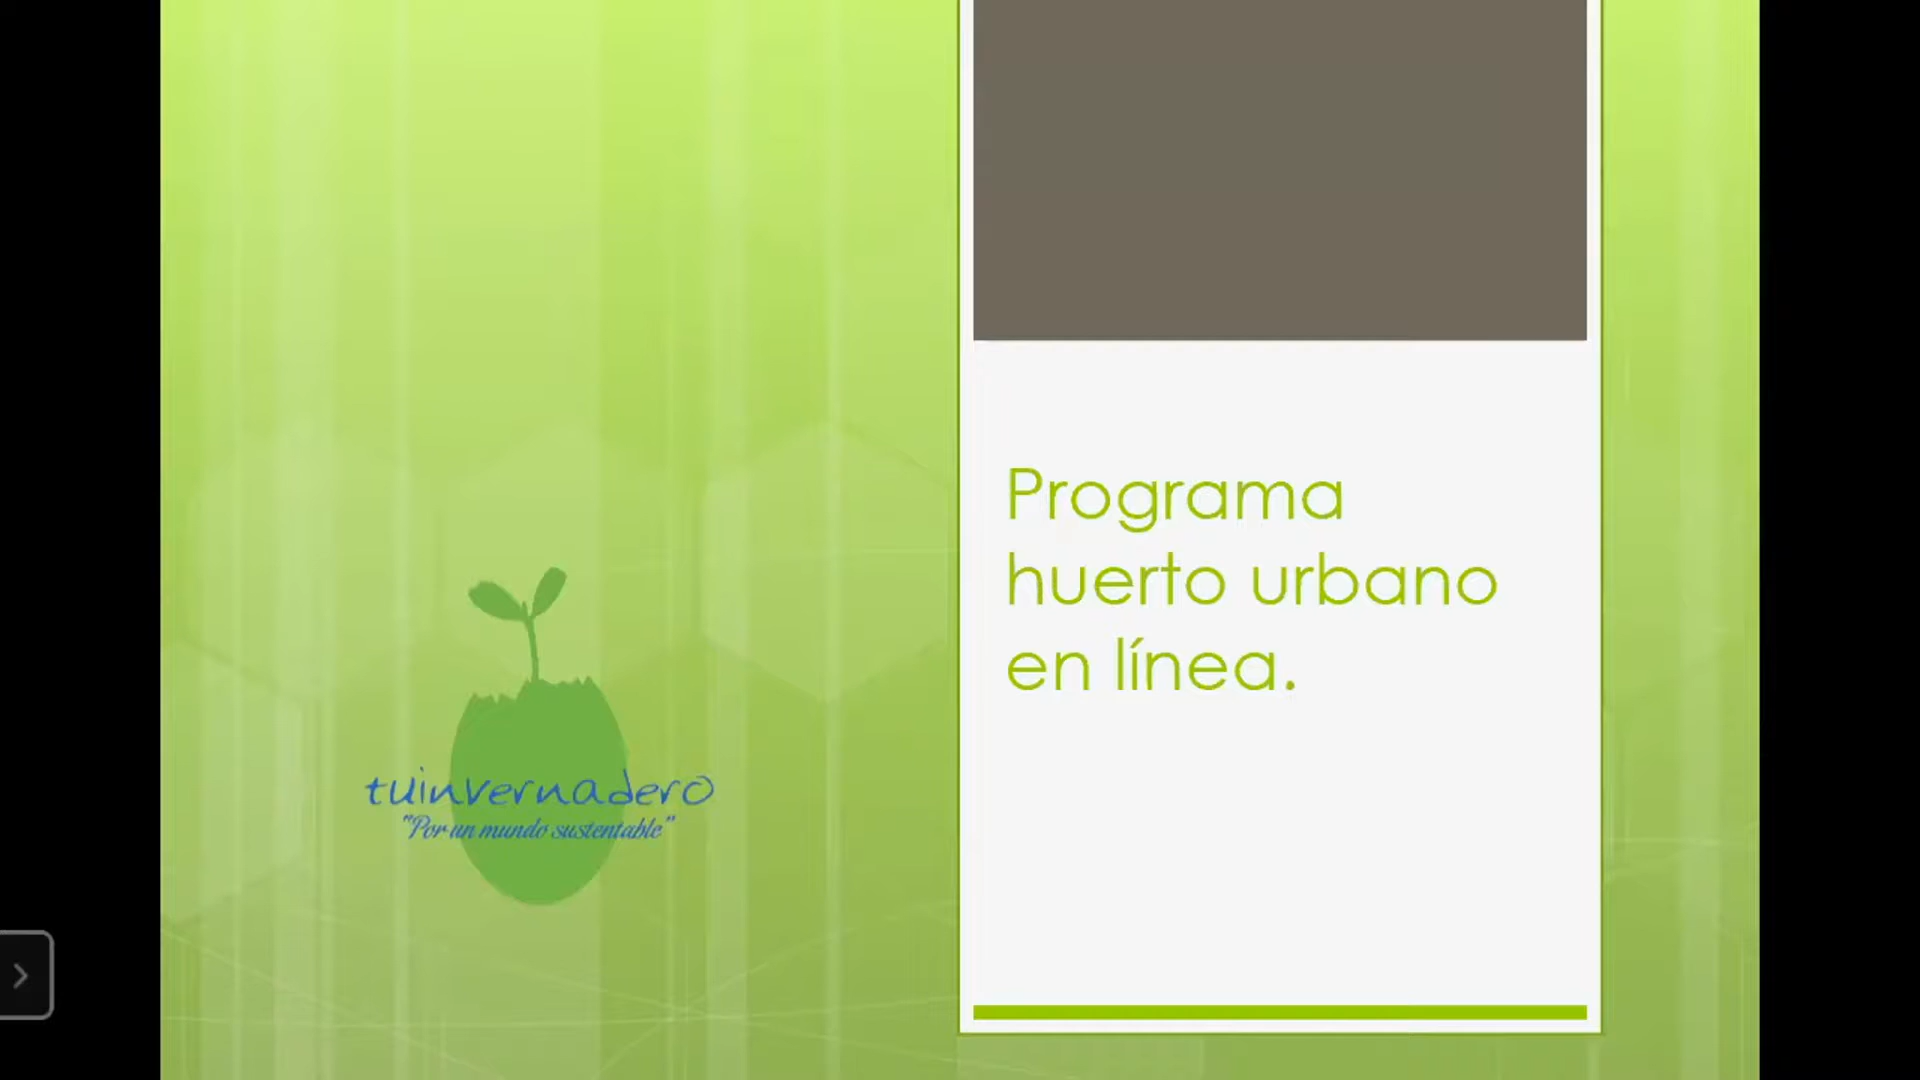 Programa
huerto urbano
en línea.
tuinvernadero
"Por un mundo sustentable"